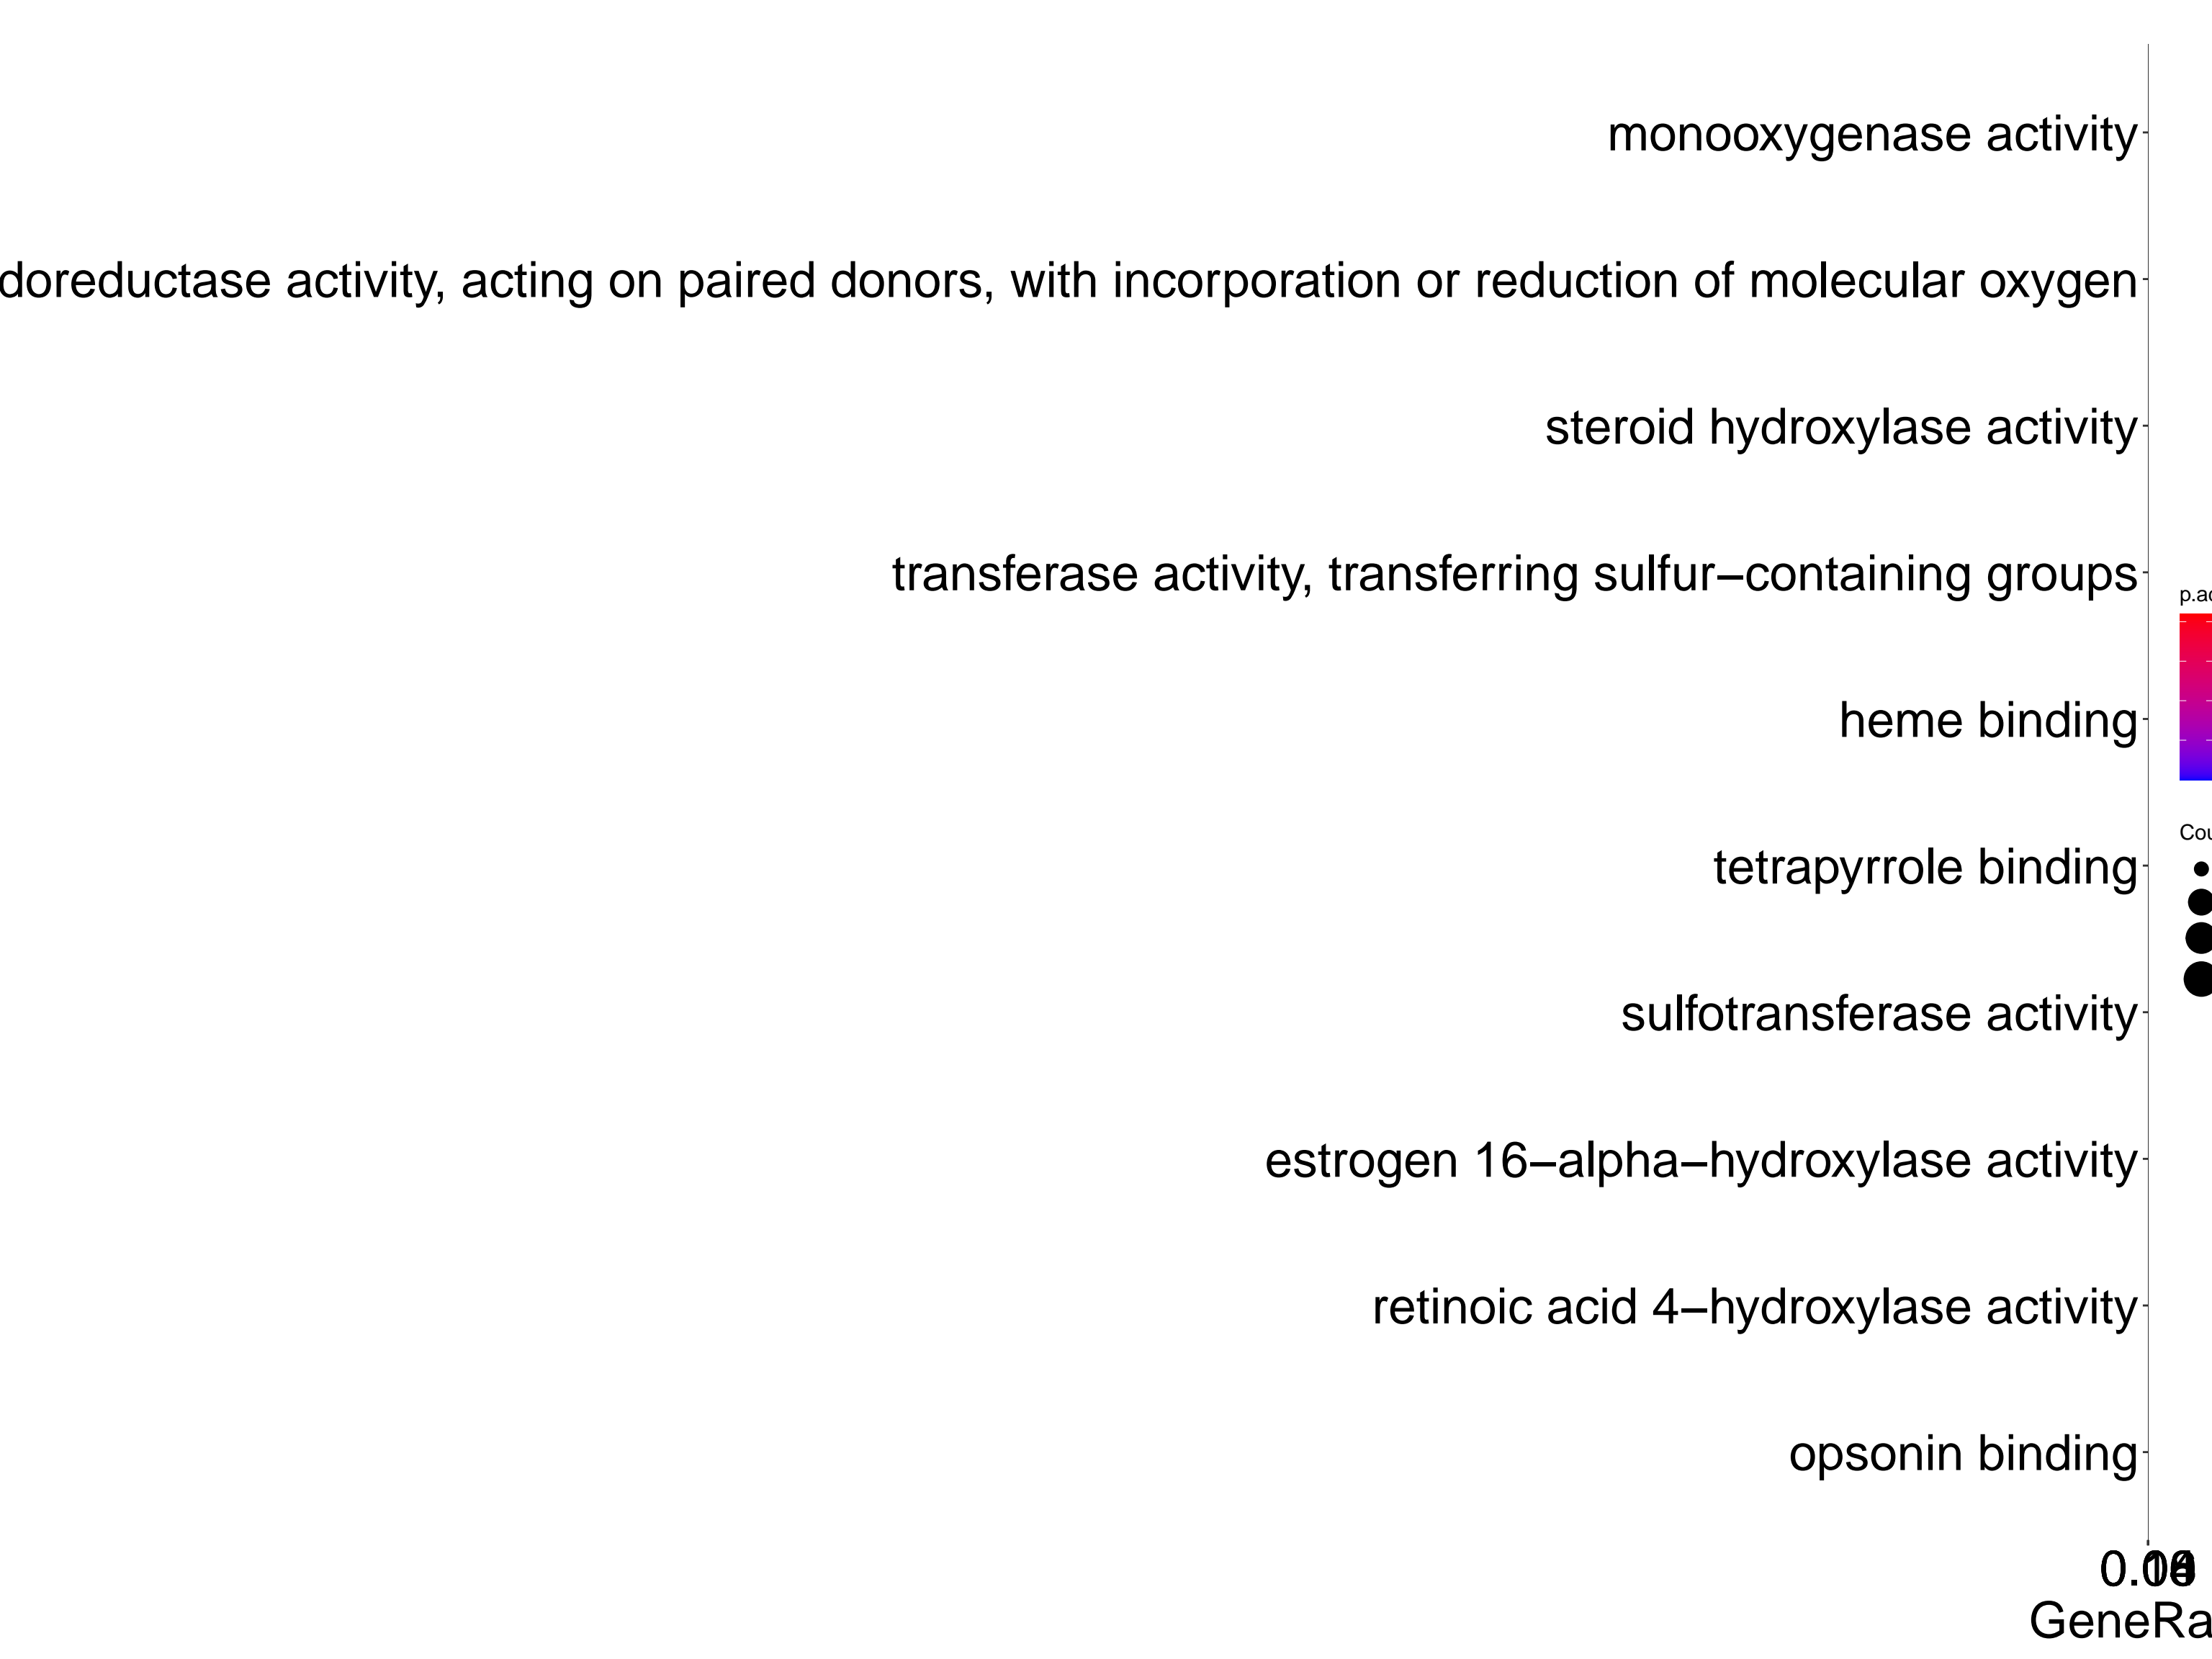 monooxygenase activity
doreductase activity, acting on paired donors, with incorporation or reduction of molecular oxygen
steroid hydroxylase activity
transferase activity, transferring sulfur−containing groups
p.ad
heme binding
Cou
tetrapyrrole binding
sulfotransferase activity
estrogen 16−alpha−hydroxylase activity
retinoic acid 4−hydroxylase activity
opsonin binding
GeneRa